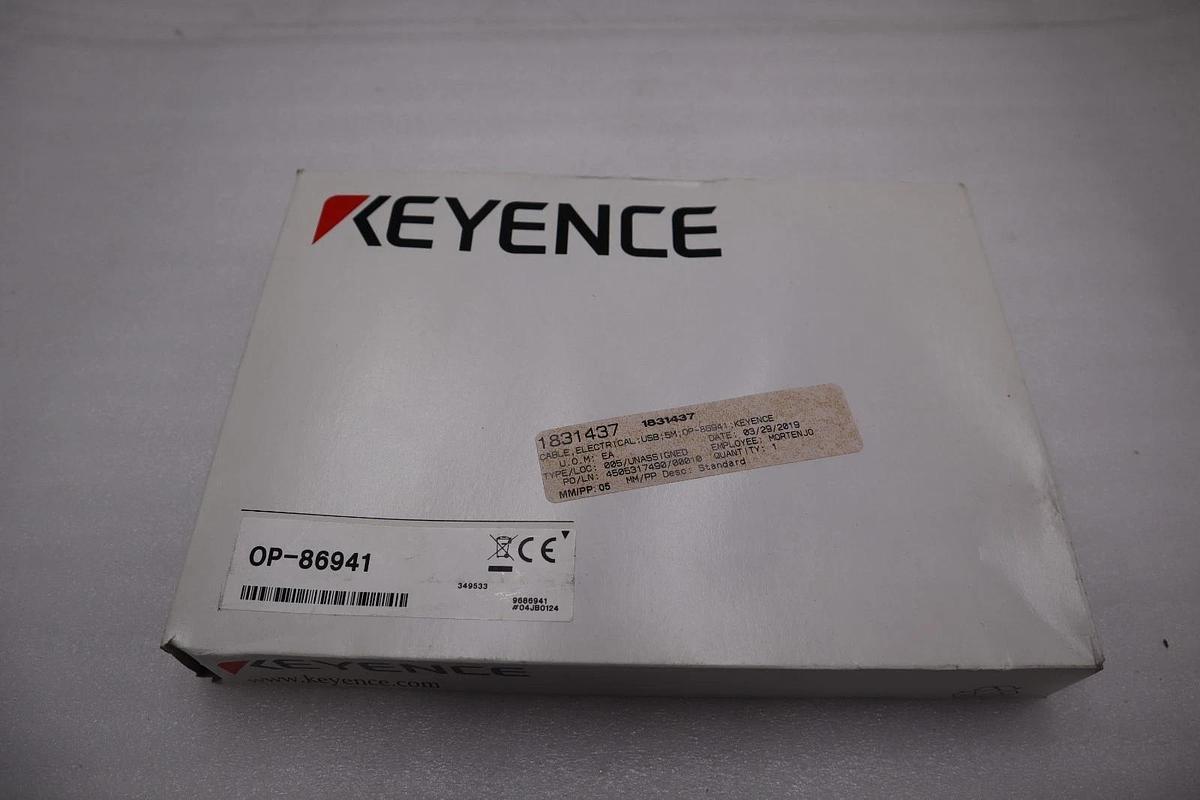 KEYENCE
1831437 1831437
CABLE,ELECTRICAL;USB;5M;OP-86941;KEYENCE
U.O.M: EA DATE: 03/29/2019
TYPE/LOC: 005/UNASSIGNED EMPLOYEE: MORTENJO
PO/LN: 4505317490/00010 QUANTITY: 1
MM/PP: 05 MM/PP Desc: Standard
OP-86941
CE
349533
9686941
#04JB0124
KEYENCE
www.keyence.com